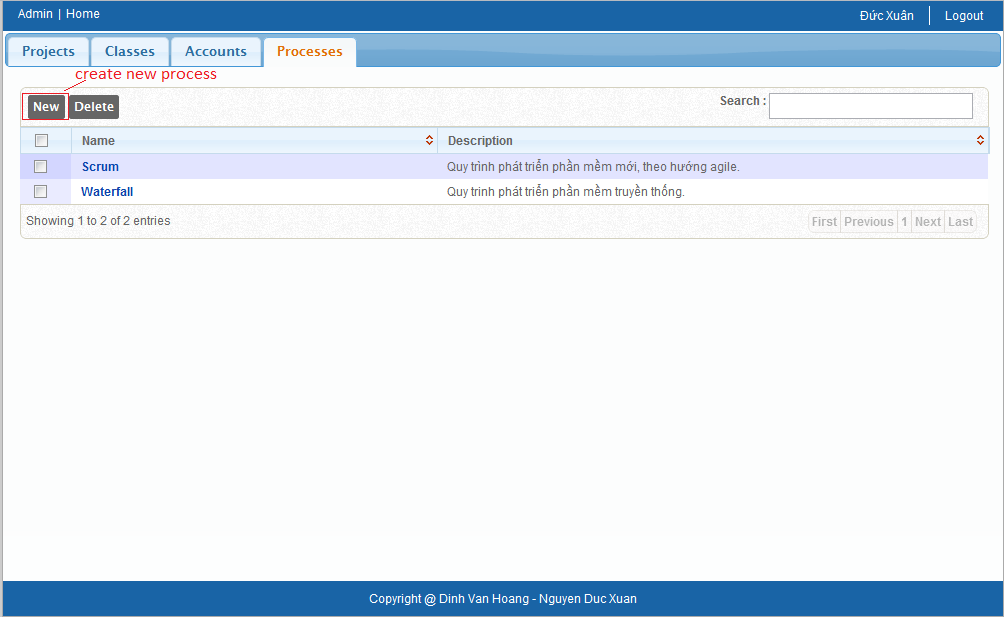 Admin | Home
Đức Xuân | Logout
Projects Classes Accounts Processes
create new process
New Delete Search :
Name Description
Scrum Quy trình phát triển phần mềm mới, theo hướng agile.
Waterfall Quy trinh phát triển phần mềm truyền thống.
Showing 1 to 2 of 2 entries First Previous 1 Next Last
Copyright @ Dinh Van Hoang - Nguyen Duc Xuan